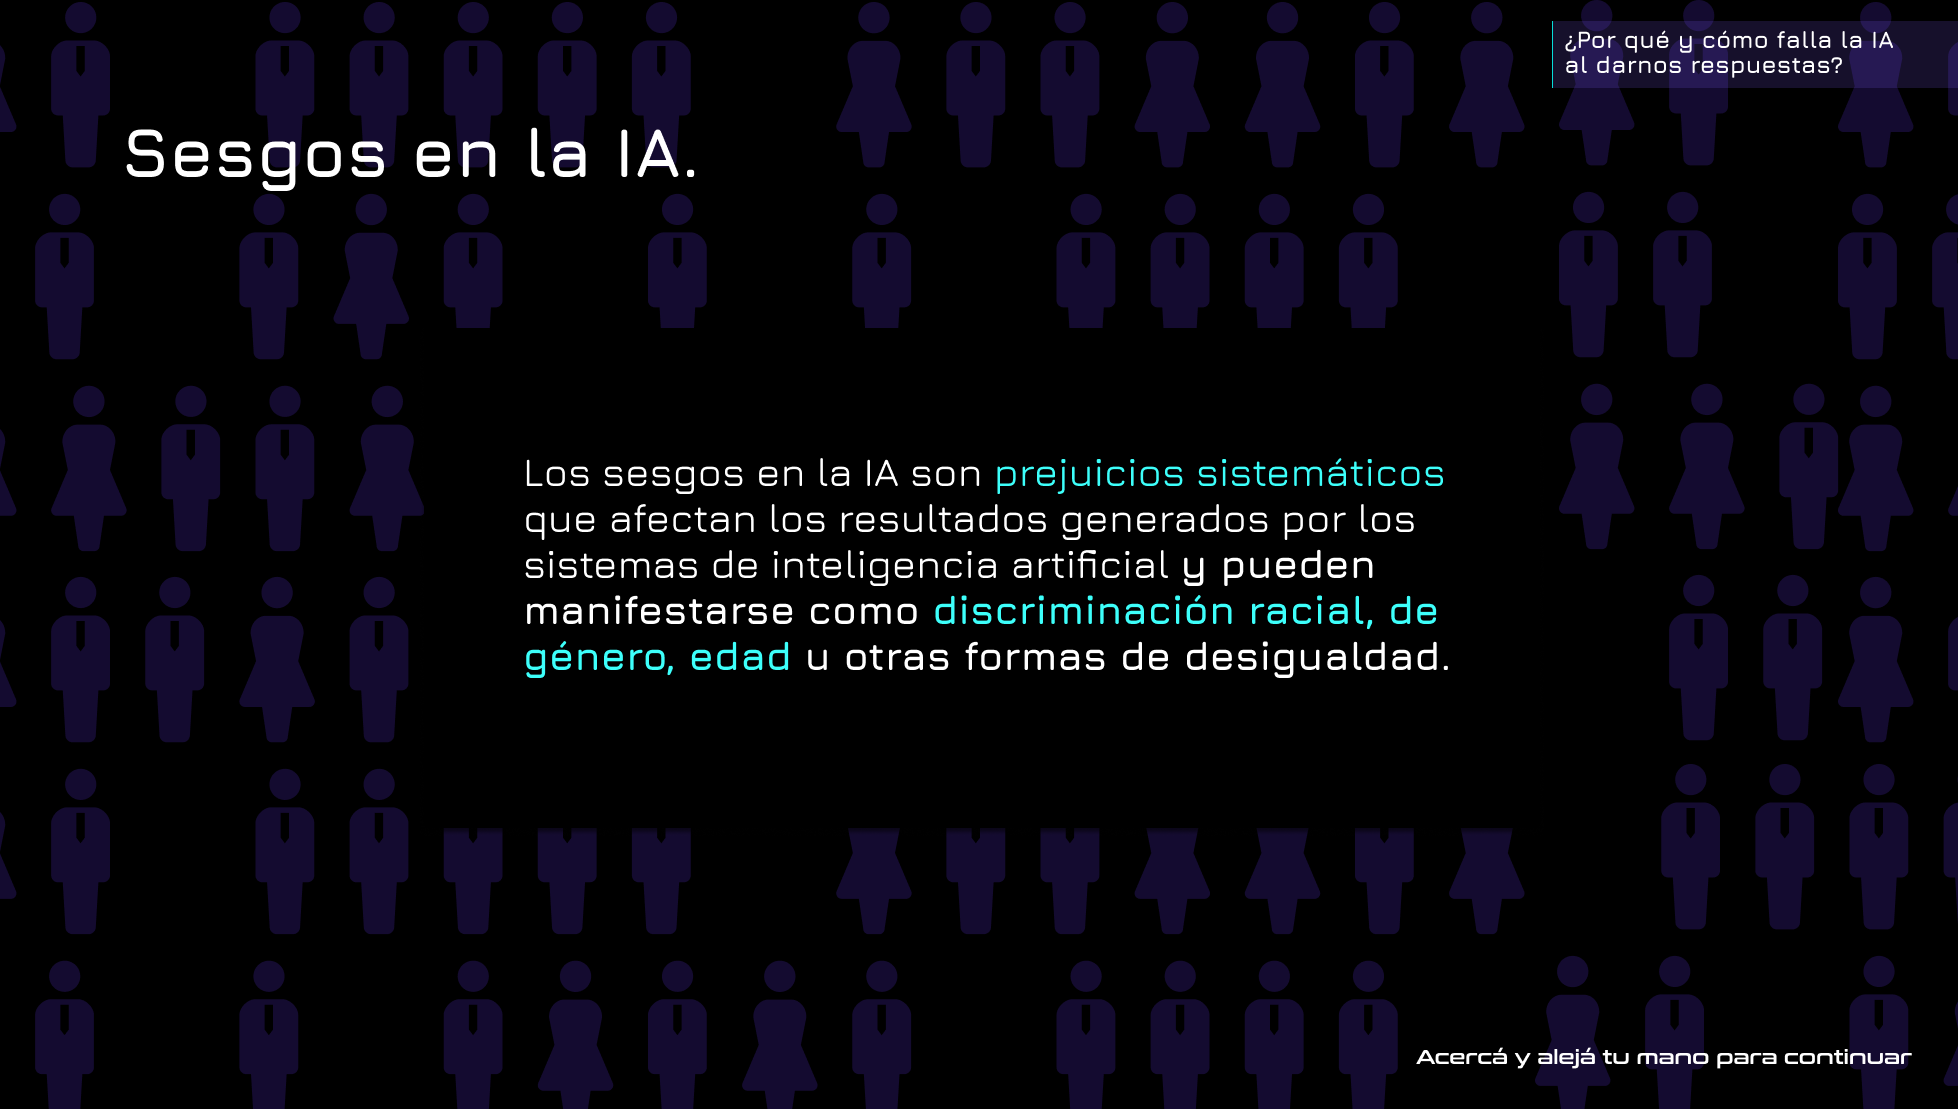 ¿Por qué y cómo falla la IA
al darnos respuestas?
Sesgos en la IA.
Los sesgos en la IA son prejuicios sistemáticos
que afectan los resultados generados por los
sistemas de inteligencia artificial y pueden
manifestarse como discriminación racial, de
género, edad u otras formas de desigualdad.
Acercá y alejá tu mano para continuar